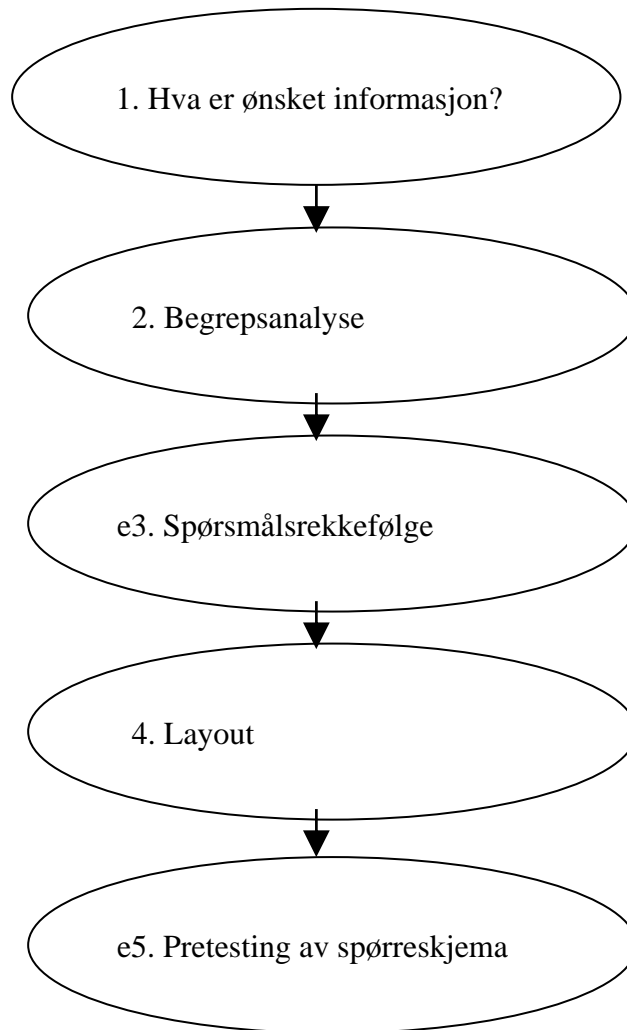 1. Hva er ønsket informasjon?
2. Begrepsanalyse
e3. Spørsmålsrekkefølge
4. Layout
e5. Pretesting av spørreskjema